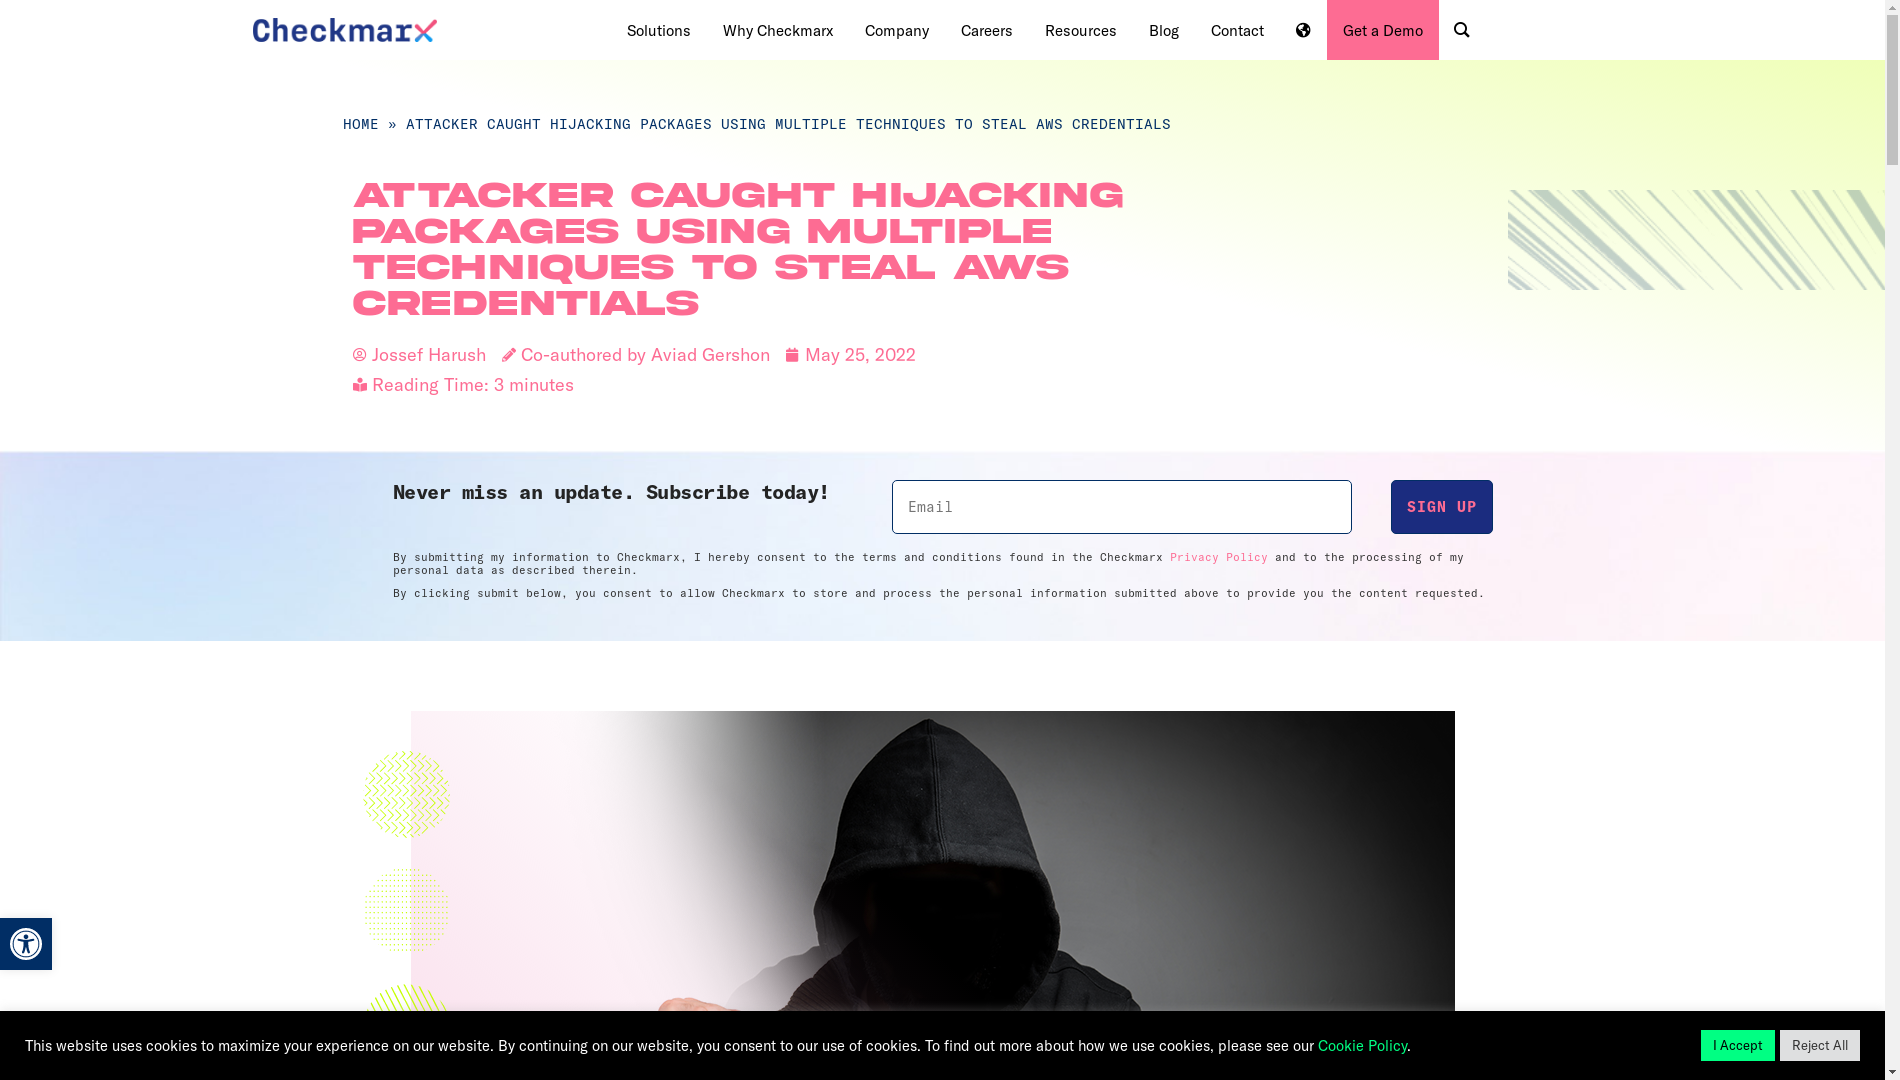 Checkmarx
Solutions
Why Checkmarx
Company
Careers
Resources
Blog
Contact
Get a Demo
HOME » ATTACKER CAUGHT HIJACKING PACKAGES USING MULTIPLE TECHNIQUES TO STEAL AWS CREDENTIALS
ATTACKER CAUGHT HIJACKING
PACKAGES USING MULTIPLE
TECHNIQUES TO STEAL AWS
CREDENTIALS
Jossef Harush Co-authored by Aviad Gershon May 25, 2022
Reading Time: 3 minutes
Never miss an update. Subscribe today!
Email
SIGN UP
By submitting my information to Checkmarx, I hereby consent to the terms and conditions found in the Checkmarx Privacy Policy and to the processing of my
personal data as described therein.
By clicking submit below, you consent to allow Checkmarx to store and process the personal information submitted above to provide you the content requested.
This website uses cookies to maximize your experience on our website. By continuing on our website, you consent to our use of cookies. To find out more about how we use cookies, please see our Cookie Policy.
I Accept
Reject All